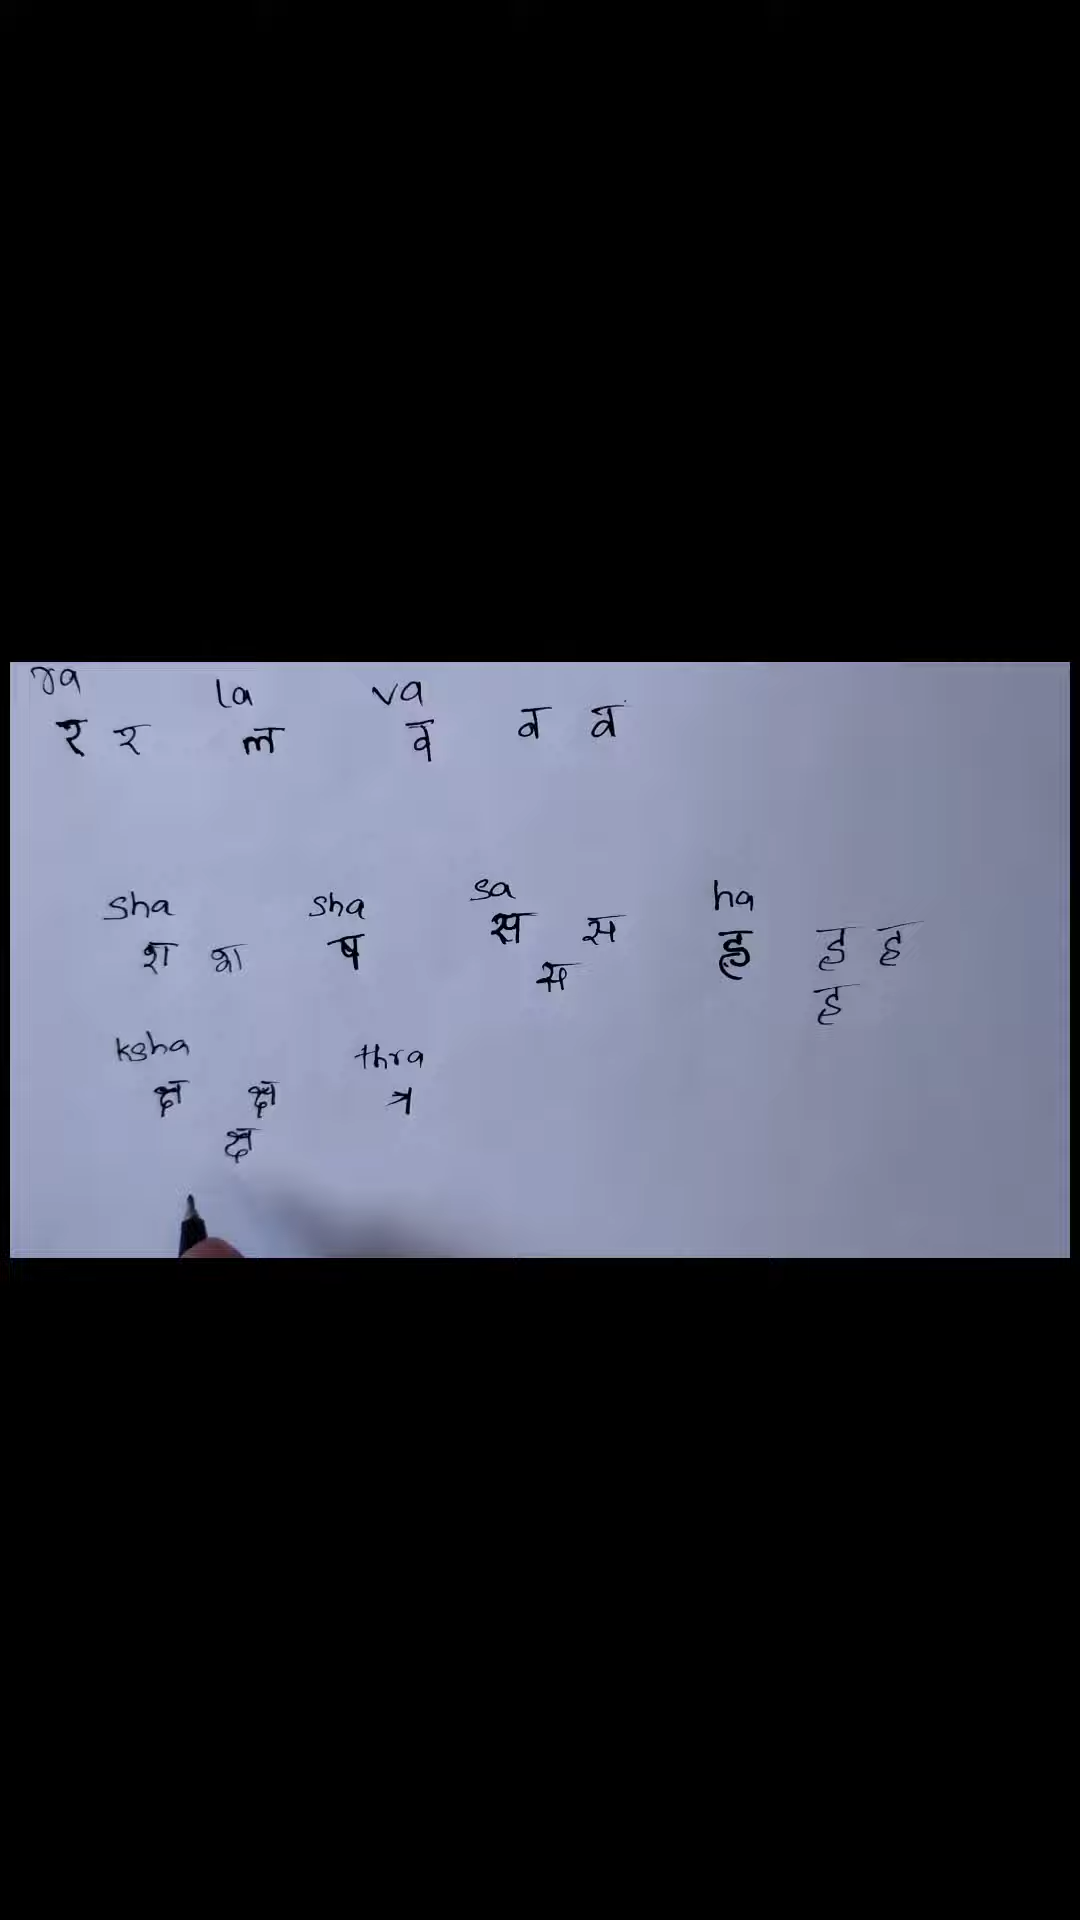 ra la va
र र ल व व व
sha sha sa ha
श श ष स स ह ह ह
स ह
ksha thra
क्ष क्ष त्र
क्ष